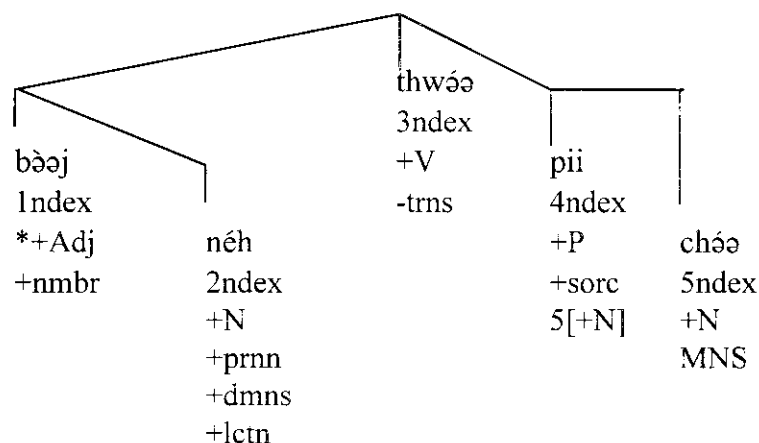 thwə́ə
3ndex
+V
-trns
bə̀əj
1ndex
*+Adj
+nmbr
pii
4ndex
+P
+sorc
5[+N]
néh
2ndex
+N
+prnn
+dmns
+lctn
chə́ə
5ndex
+N
MNS